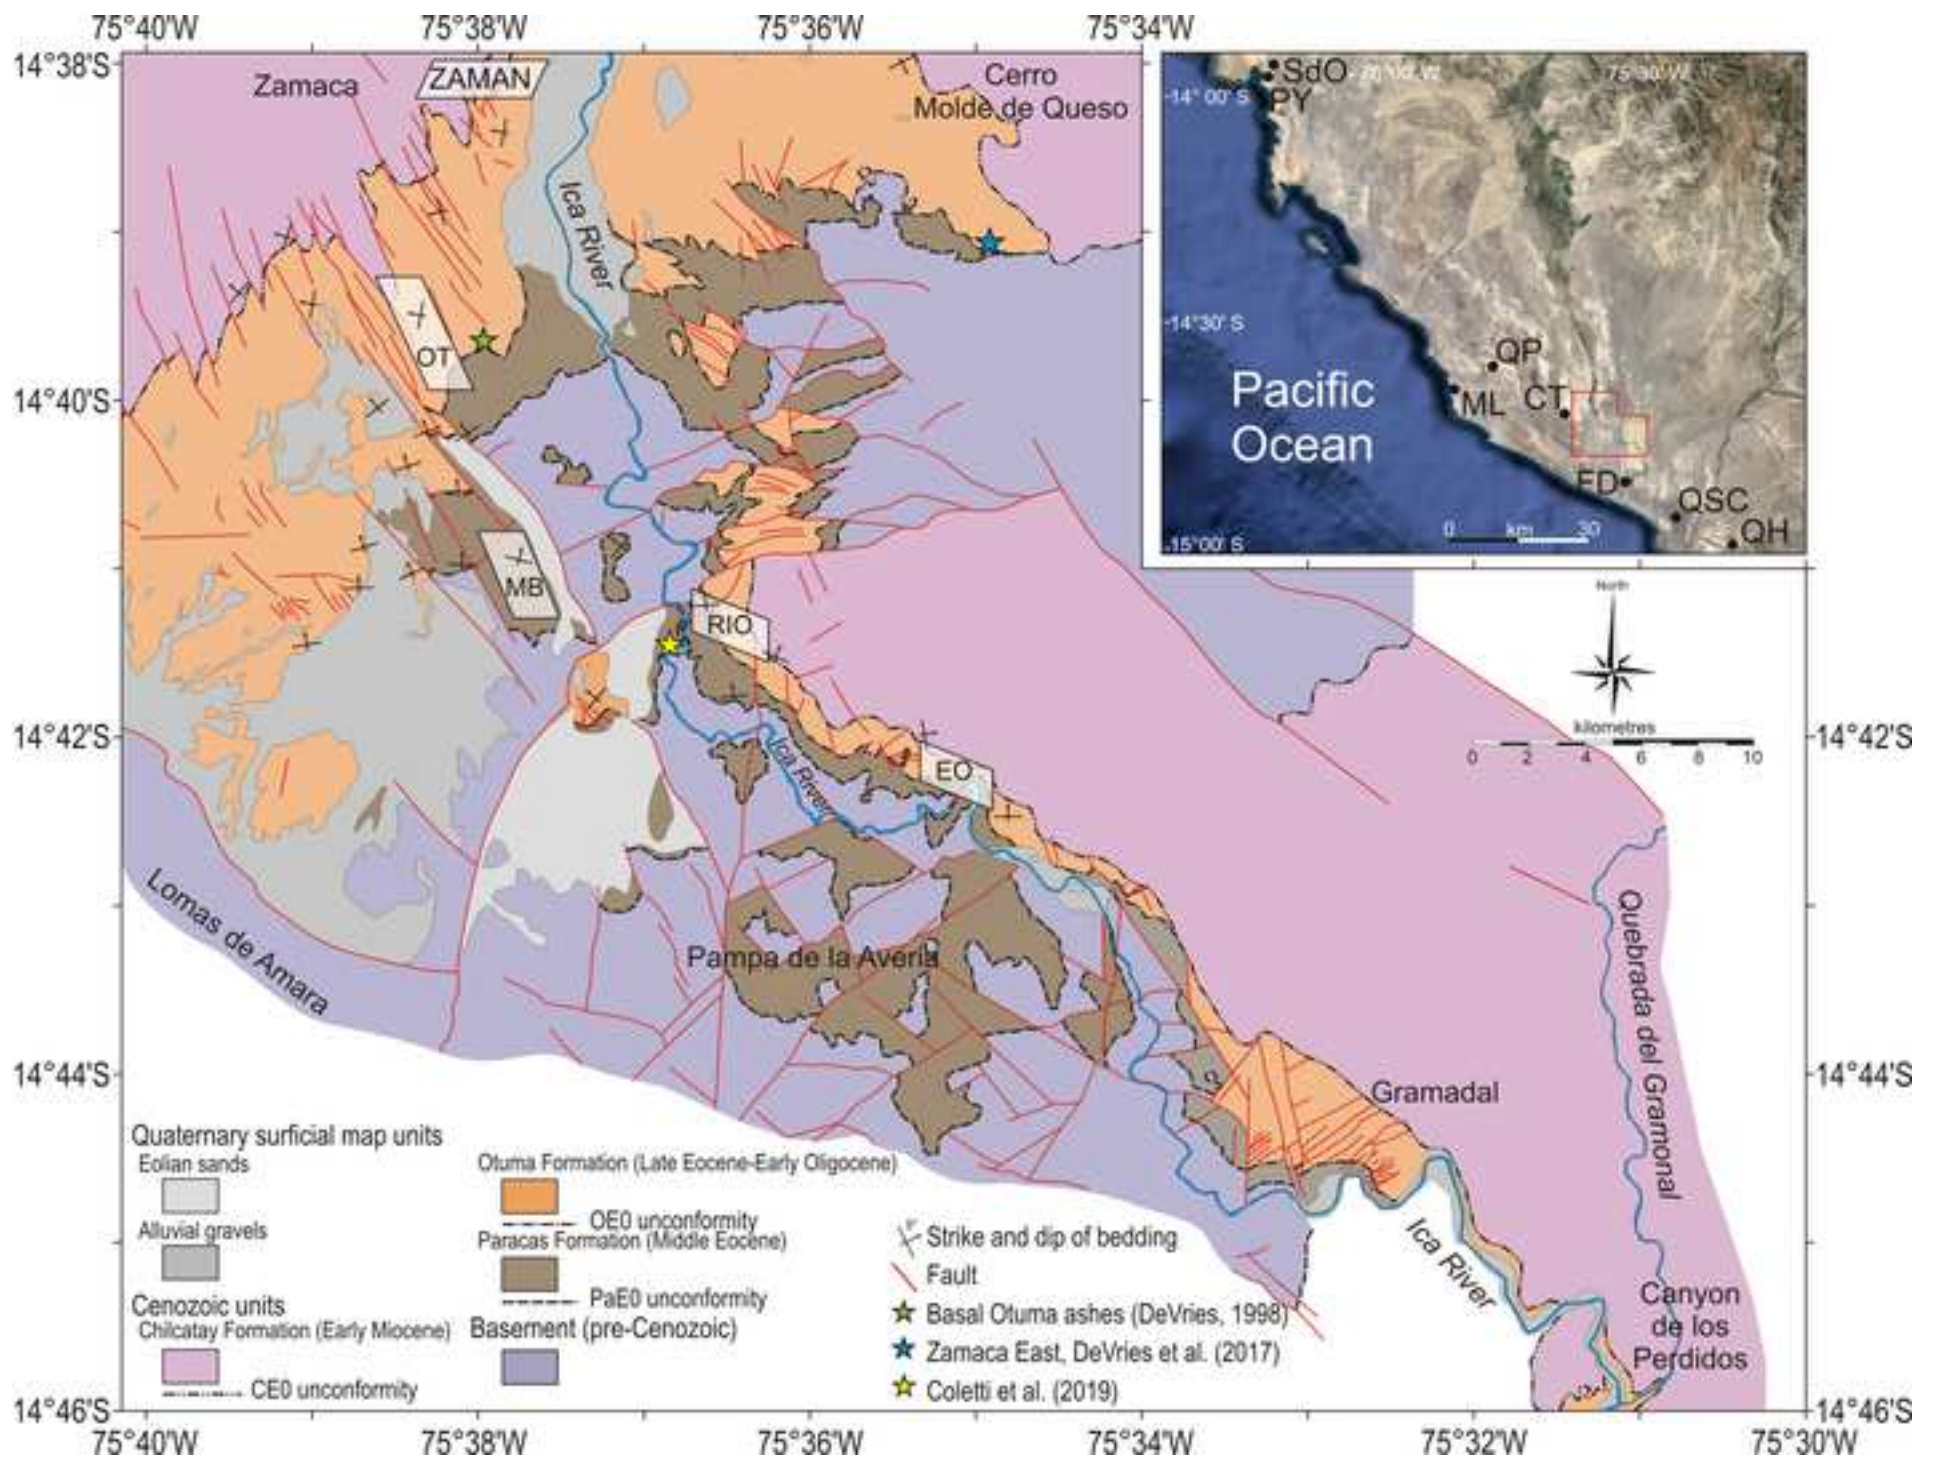 75°40'W 75°38'W 75°36'W 75°34'W
14°38'S
Zamaca
ZAMAN
Cerro
Molde de Queso
SdO
PY
75°30' W
-14° 00' S
Ica River
OT
-14°30' S
QP
ML
CT
Pacific
Ocean
FD
QSC
QH
0 km 30
-15°00' S
14°40'S
MB
RIO
North
kilometres
0 2 4 6 8 10
14°42'S
14°42'S
EO
Ica River
Lomas de Amara
Pampa de la Averia
Quebrada del Gramonal
14°44'S
14°44'S
Gramadal
Ica River
Canyon
de los
Perdidos
Quaternary surficial map units
Eolian sands
Alluvial gravels
Cenozoic units
Chilcatay Formation (Early Miocene)
CE0 unconformity
Otuma Formation (Late Eocene-Early Oligocene)
OE0 unconformity
Paracas Formation (Middle Eocene)
PaE0 unconformity
Basement (pre-Cenozoic)
Strike and dip of bedding
Fault
Basal Otuma ashes (DeVries, 1998)
Zamaca East, DeVries et al. (2017)
Coletti et al. (2019)
14°46'S
14°46'S
75°40'W 75°38'W 75°36'W 75°34'W 75°32'W 75°30'W